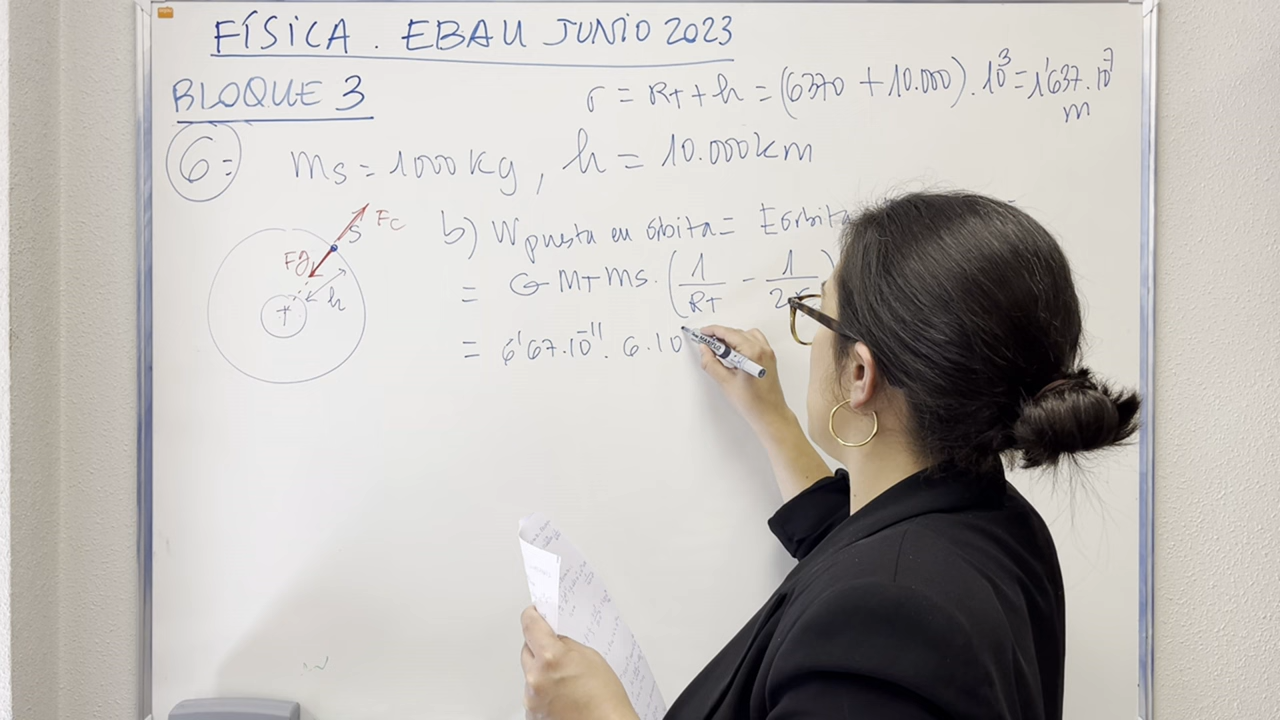 FÍSICA. EBAU JUNIO 2023
BLOQUE 3
r = RT + h = (6370 + 10.000).10³ = 1'637.10⁷ m
6=
ms = 1000 kg, h = 10.000 km
Fc
S
Fg
h
T
b) W puesta en órbita = Eórbita
= G MT ms. (1/RT - 1/2r)
= 6'67.10⁻¹¹. 6.10